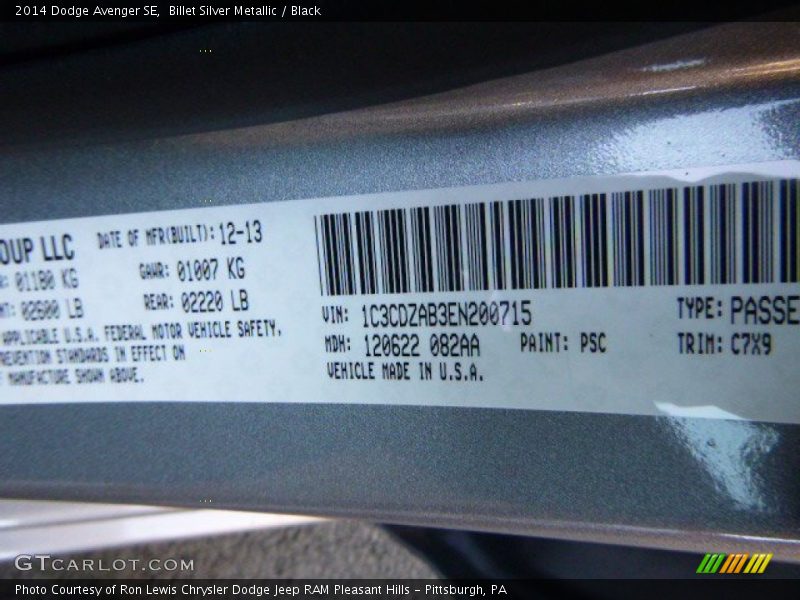 2014 Dodge Avenger SE,  Billet Silver Metallic / Black
OUP LLC DATE OF MFR(BUILT): 12-13
01180 KG GAWR: 01007 KG
02600 LB REAR: 02220 LB
APPLICABLE U.S.A. FEDERAL MOTOR VEHICLE SAFETY,
REVENTION STANDARDS IN EFFECT ON
MANUFACTURE SHOWN ABOVE.
VIN: 1C3CDZAB3EN200715 TYPE: PASSE
MDH: 120622 082AA PAINT: PSC TRIM: C7X9
VEHICLE MADE IN U.S.A.
GTCARLOT.COM
Photo Courtesy of Ron Lewis Chrysler Dodge Jeep RAM Pleasant Hills - Pittsburgh, PA